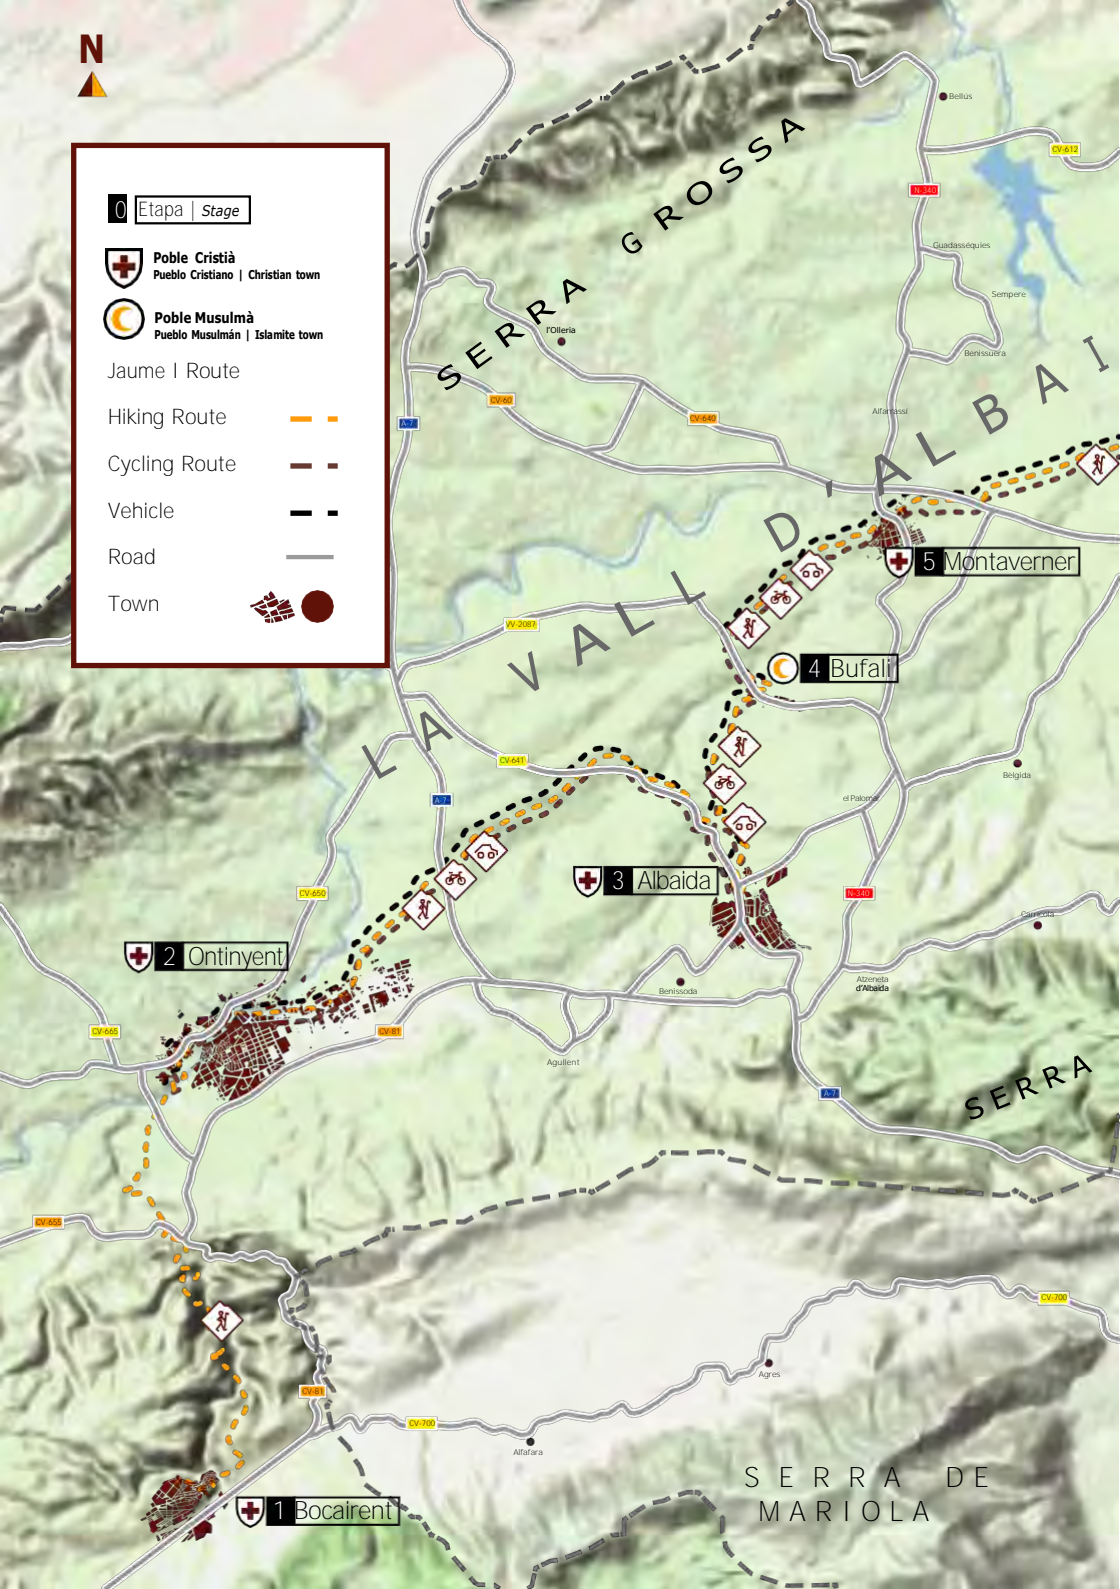 N
0 Etapa | Stage
Poble Cristià
Pueblo Cristiano | Christian town
Poble Musulmà
Pueblo Musulmán | Islamite town
Jaume I Route
Hiking Route
Cycling Route
Vehicle
Road
Town
SERRA GROSSA
Bellús
CV-612
N-340
Guadasséquies
Sempere
Benissuera
l'Olleria
CV-60
CV-640
A-7
Alfarrassí
LA VALL D'ALBAI
5 Montaverner
VV-2087
4 Bufali
CV-641
A-7
Bèlgida
el Palomar
3 Albaida
CV-650
N-340
Carrícola
2 Ontinyent
Atzeneta
d'Albaida
Benissoda
CV-665
CV-81
Agullent
A-7
SERRA
CV-655
CV-700
Agres
CV-81
CV-700
Alfafara
SERRA DE
MARIOLA
1 Bocairent